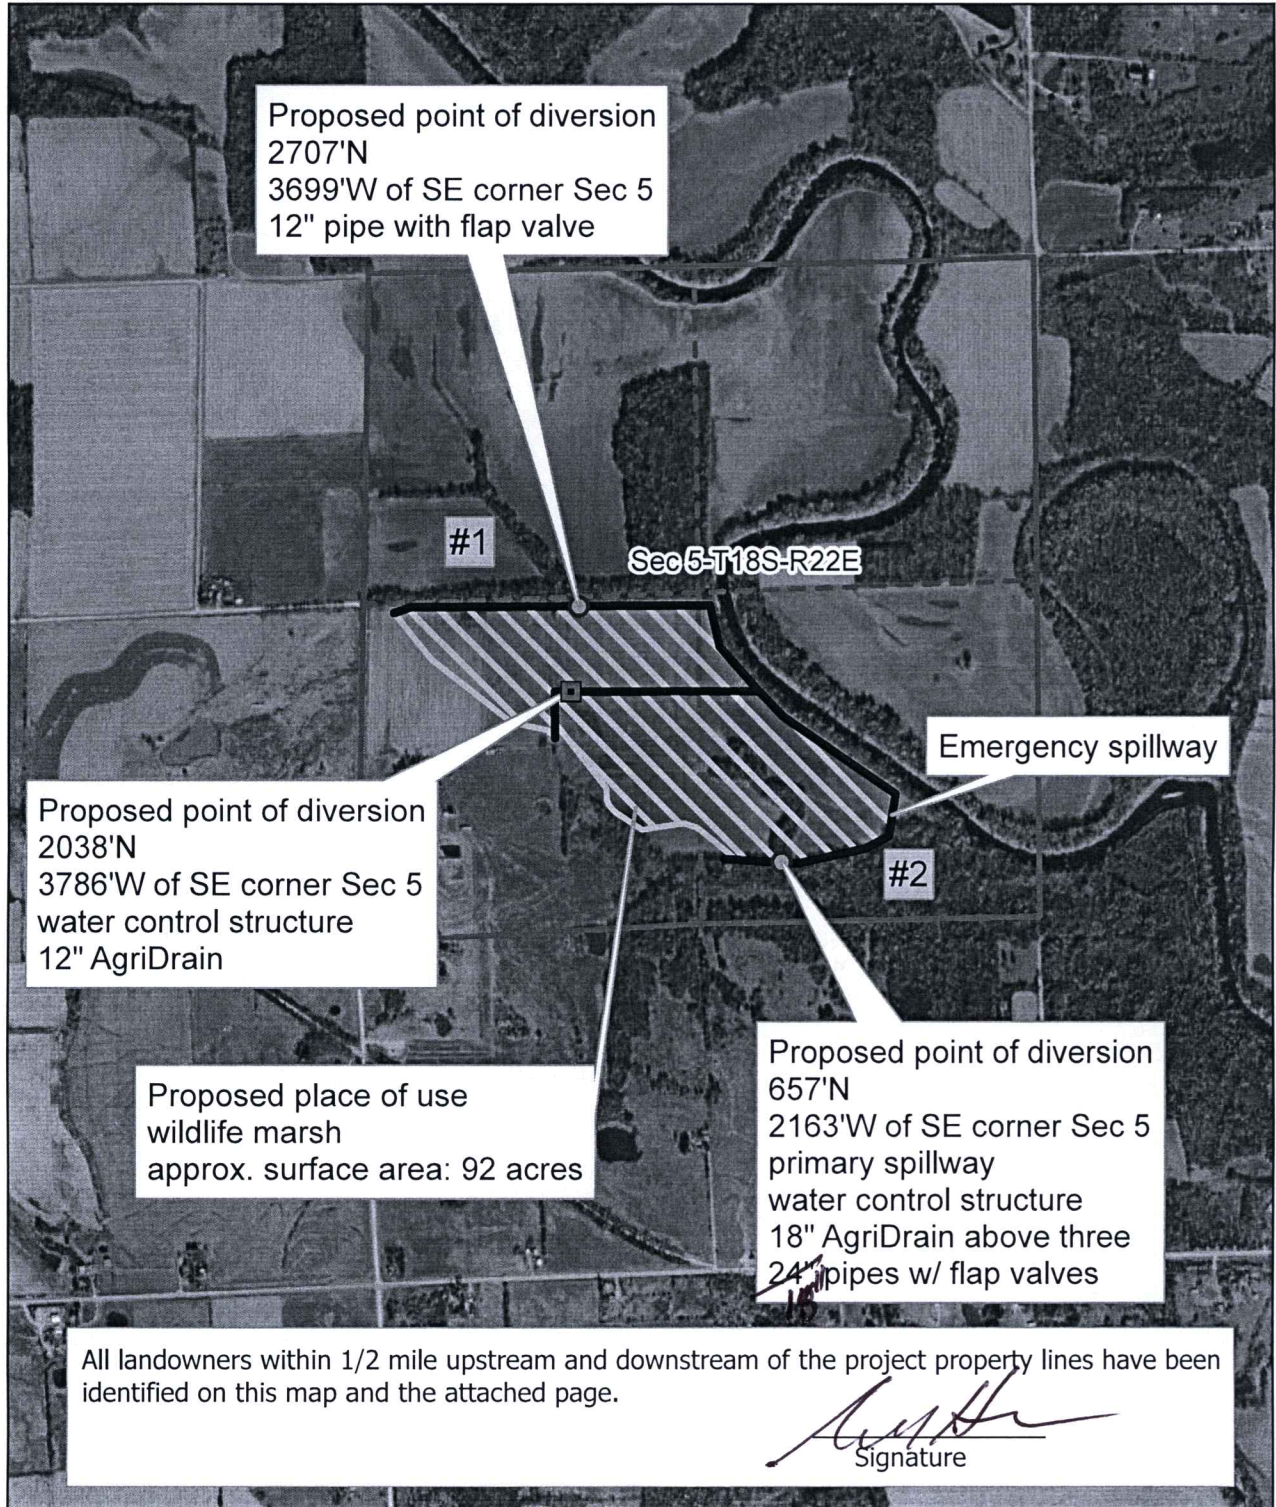 Proposed point of diversion
2707'N
3699'W of SE corner Sec 5
12" pipe with flap valve
#1
Sec 5-T18S-R22E
Emergency spillway
Proposed point of diversion
2038'N
3786'W of SE corner Sec 5
water control structure
12" AgriDrain
#2
Proposed point of diversion
657'N
2163'W of SE corner Sec 5
primary spillway
water control structure
18" AgriDrain above three
24" pipes w/ flap valves
18"
Proposed place of use
wildlife marsh
approx. surface area: 92 acres
All landowners within 1/2 mile upstream and downstream of the project property lines have been
identified on this map and the attached page.
Signature